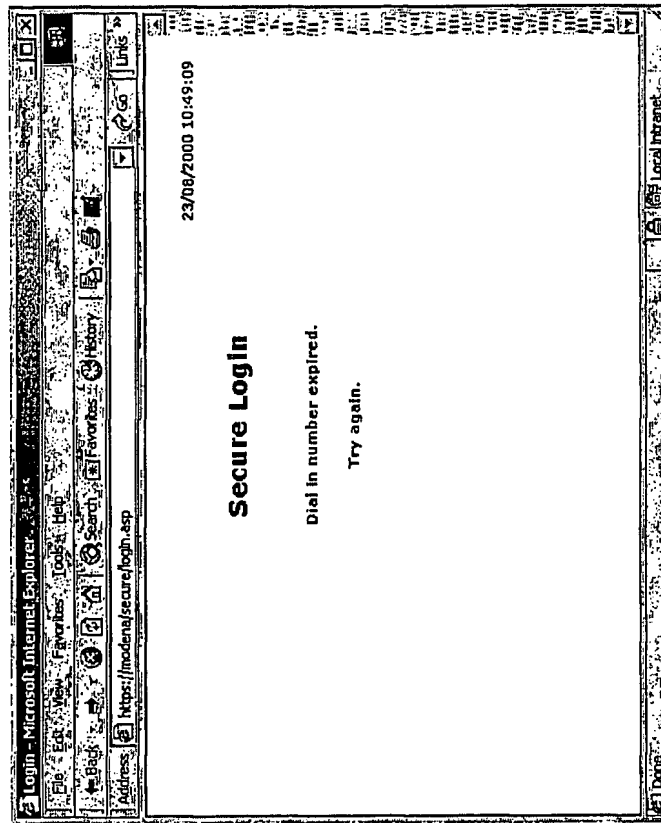 Login - Microsoft Internet Explorer
File Edit View Favorites Tools Help
Back Search Favorites History
Address https://modena/secure/login.asp Go Links »
23/08/2000 10:49:09
Secure Login
Dial in number expired.
Try again.
Done Local intranet